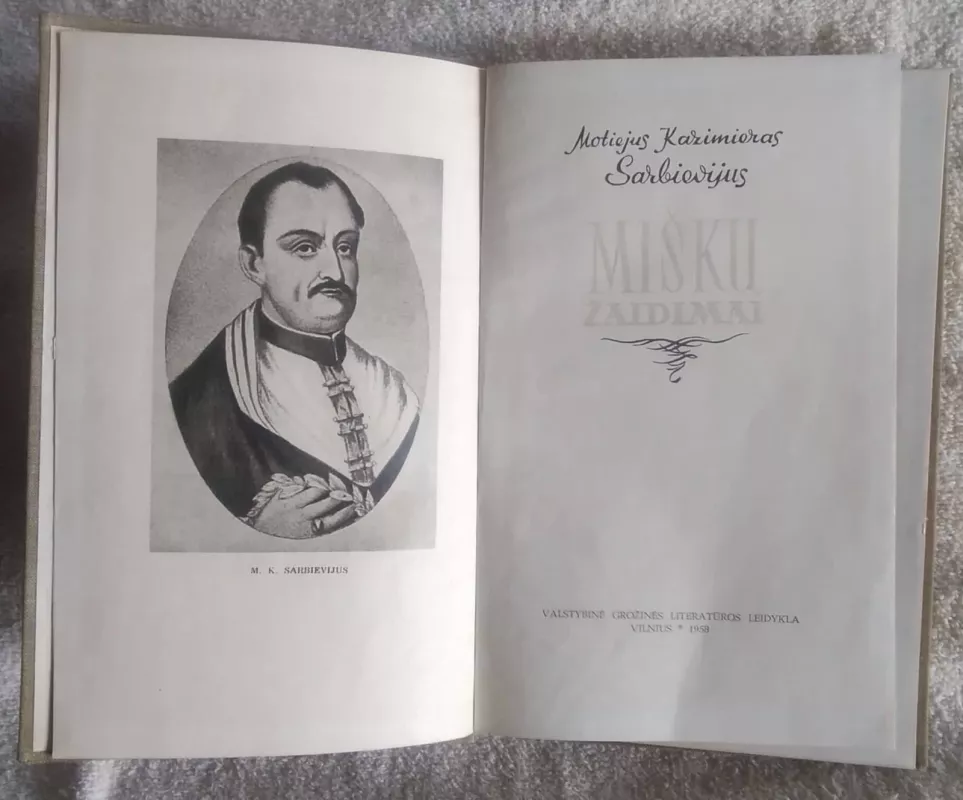 M. K. SARBIEVIJUS
Motiejus Kazimieras
Sarbievijus
MIŠKŲ
ŽAIDIMAI
VALSTYBINĖ GROŽINĖS LITERATŪROS LEIDYKLA
VILNIUS * 1958